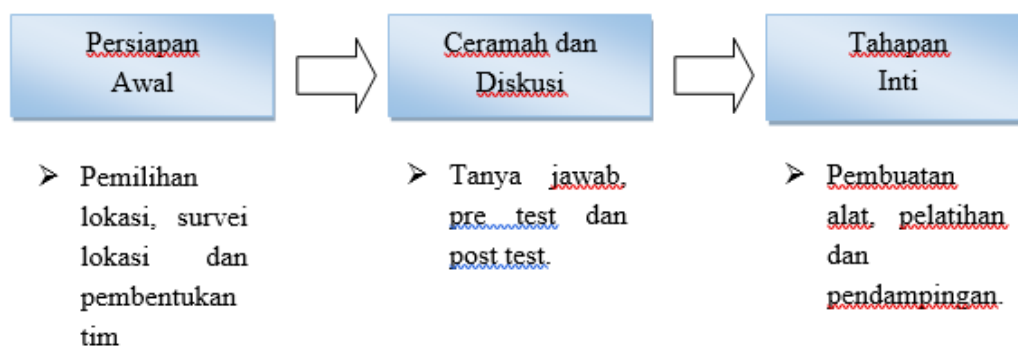 Persiapan
Awal
Ceramah dan
Diskusi
Tahapan
Inti
➢ Pemilihan
lokasi, survei
lokasi dan
pembentukan
tim
➢ Tanya jawab,
pre test dan
post test.
➢ Pembuatan
alat, pelatihan
dan
pendampingan.